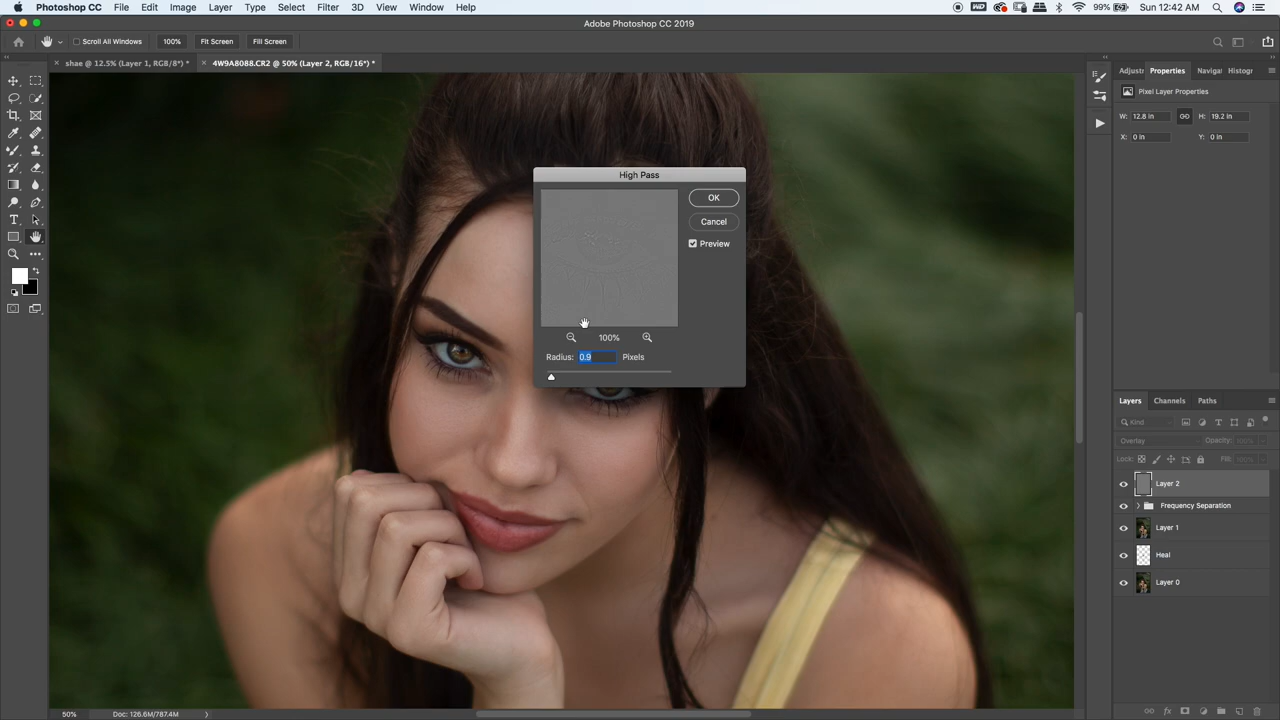 Photoshop CC File Edit Image Layer Type Select Filter 3D View Window Help 99% Sun 12:42 AM
Adobe Photoshop CC 2019
Scroll All Windows 100% Fit Screen Fill Screen
× shae @ 12.5% (Layer 1, RGB/8*) * × 4W9A8088.CR2 @ 50% (Layer 2, RGB/16*) *
Adjustr Properties Navigat Histogr
Pixel Layer Properties
W: 12.8 in H: 19.2 in
X: 0 in Y: 0 in
High Pass
OK
Cancel
Preview
100%
Radius: 0.9 Pixels
Layers Channels Paths
Kind
Overlay Opacity: 100%
Lock: Fill: 100%
Layer 2
Frequency Separation
Layer 1
Heal
Layer 0
50% Doc: 126.6M/787.4M